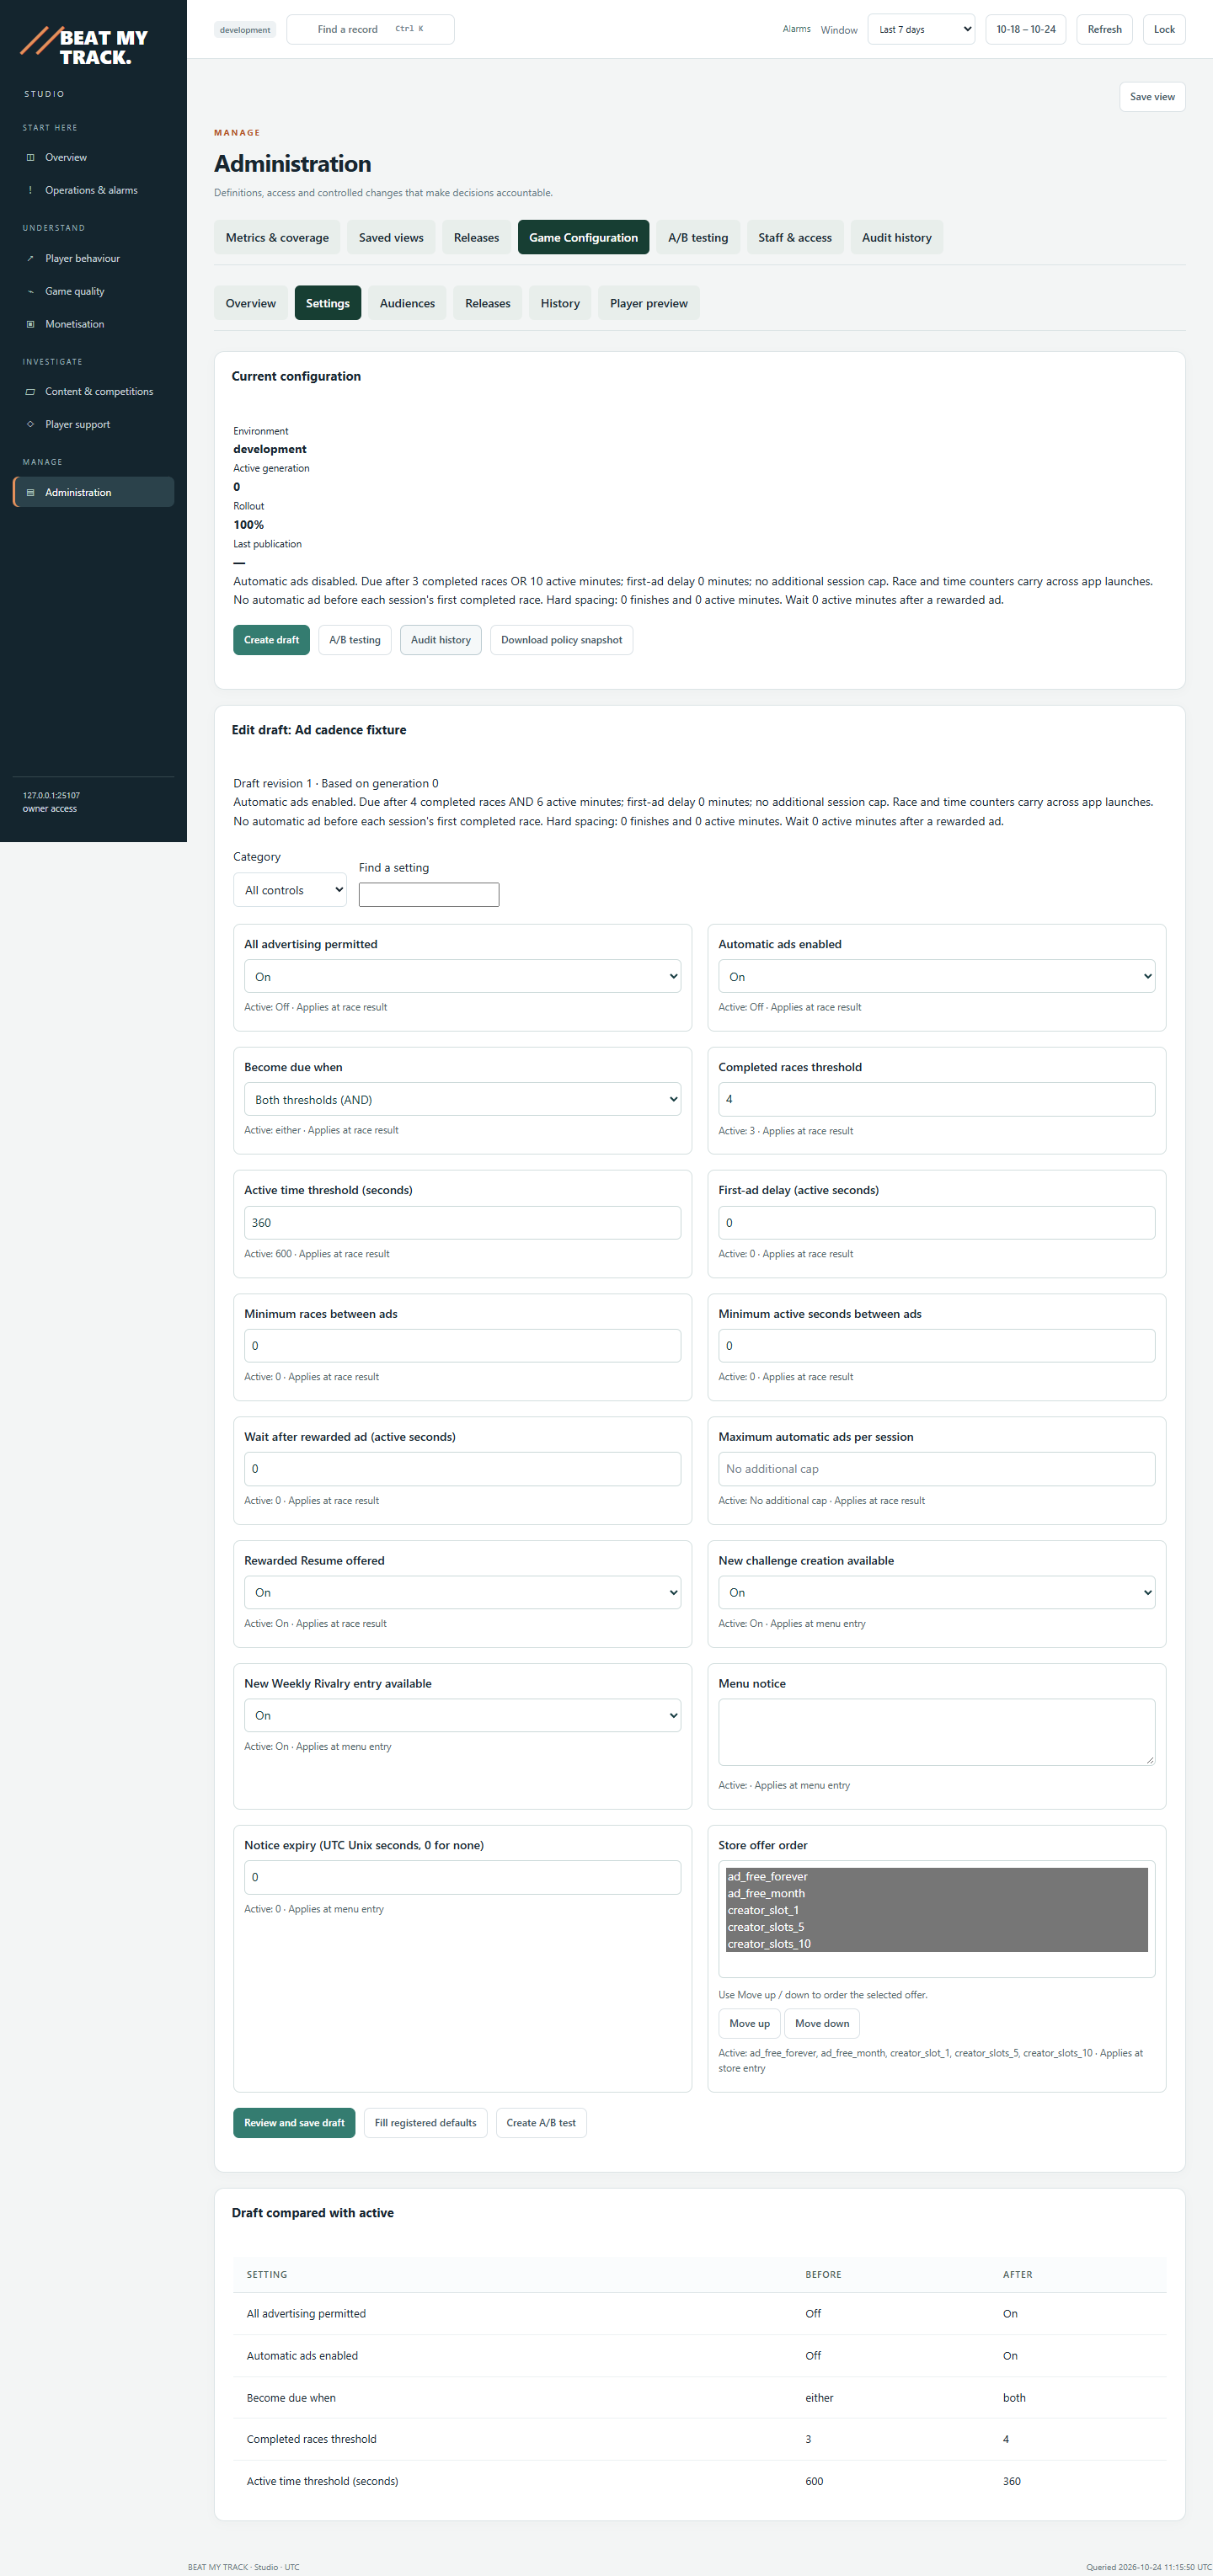 BEAT MY
TRACK.
STUDIO
START HERE
Overview
! Operations & alarms
UNDERSTAND
Player behaviour
Game quality
Monetisation
INVESTIGATE
Content & competitions
Player support
MANAGE
Administration
127.0.0.1:25107
owner access
development
Find a record Ctrl K
Alarms Window Last 7 days 10-18 – 10-24 Refresh Lock
Save view
MANAGE
Administration
Definitions, access and controlled changes that make decisions accountable.
Metrics & coverage Saved views Releases Game Configuration A/B testing Staff & access Audit history
Overview Settings Audiences Releases History Player preview
Current configuration
Environment
development
Active generation
0
Rollout
100%
Last publication
—
Automatic ads disabled. Due after 3 completed races OR 10 active minutes; first-ad delay 0 minutes; no additional session cap. Race and time counters carry across app launches.
No automatic ad before each session's first completed race. Hard spacing: 0 finishes and 0 active minutes. Wait 0 active minutes after a rewarded ad.
Create draft A/B testing Audit history Download policy snapshot
Edit draft: Ad cadence fixture
Draft revision 1 · Based on generation 0
Automatic ads enabled. Due after 4 completed races AND 6 active minutes; first-ad delay 0 minutes; no additional session cap. Race and time counters carry across app launches.
No automatic ad before each session's first completed race. Hard spacing: 0 finishes and 0 active minutes. Wait 0 active minutes after a rewarded ad.
Category
All controls
Find a setting
All advertising permitted
On
Active: Off · Applies at race result
Automatic ads enabled
On
Active: Off · Applies at race result
Become due when
Both thresholds (AND)
Active: either · Applies at race result
Completed races threshold
4
Active: 3 · Applies at race result
Active time threshold (seconds)
360
Active: 600 · Applies at race result
First-ad delay (active seconds)
0
Active: 0 · Applies at race result
Minimum races between ads
0
Active: 0 · Applies at race result
Minimum active seconds between ads
0
Active: 0 · Applies at race result
Wait after rewarded ad (active seconds)
0
Active: 0 · Applies at race result
Maximum automatic ads per session
No additional cap
Active: No additional cap · Applies at race result
Rewarded Resume offered
On
Active: On · Applies at race result
New challenge creation available
On
Active: On · Applies at menu entry
New Weekly Rivalry entry available
On
Active: On · Applies at menu entry
Menu notice
Active: · Applies at menu entry
Notice expiry (UTC Unix seconds, 0 for none)
0
Active: 0 · Applies at menu entry
Store offer order
ad_free_forever
ad_free_month
creator_slot_1
creator_slots_5
creator_slots_10
Use Move up / down to order the selected offer.
Move up Move down
Active: ad_free_forever, ad_free_month, creator_slot_1, creator_slots_5, creator_slots_10 · Applies at
store entry
Review and save draft Fill registered defaults Create A/B test
Draft compared with active
SETTING BEFORE AFTER
All advertising permitted Off On
Automatic ads enabled Off On
Become due when either both
Completed races threshold 3 4
Active time threshold (seconds) 600 360
BEAT MY TRACK · Studio · UTC
Queried 2026-10-24 11:15:50 UTC